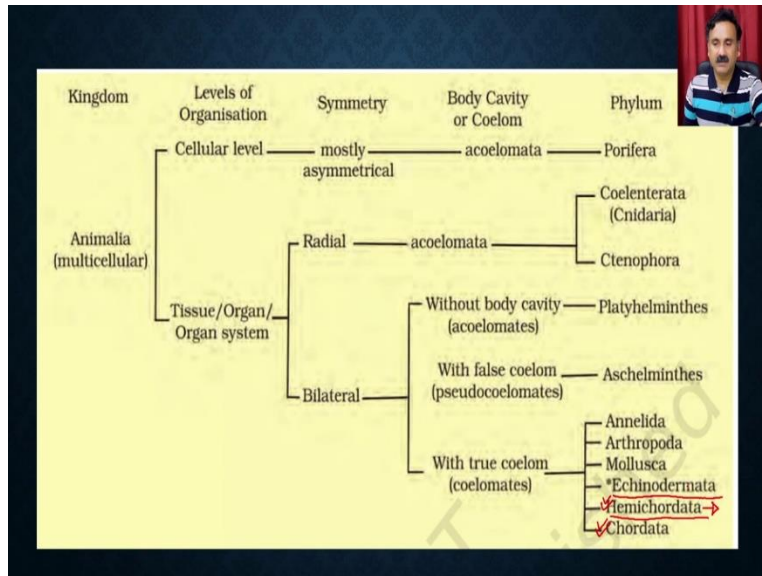 Kingdom
Levels of
Organisation
Symmetry
Body Cavity
or Coelom
Phylum
Cellular level
mostly
asymmetrical
acoelomata
Porifera
Animalia
(multicellular)
Radial
acoelomata
Coelenterata
(Cnidaria)
Ctenophora
Tissue/Organ/
Organ system
Bilateral
Without body cavity
(acoelomates)
Platyhelminthes
With false coelom
(pseudocoelomates)
Aschelminthes
With true coelom
(coelomates)
Annelida
Arthropoda
Mollusca
*Echinodermata
Hemichordata
Chordata